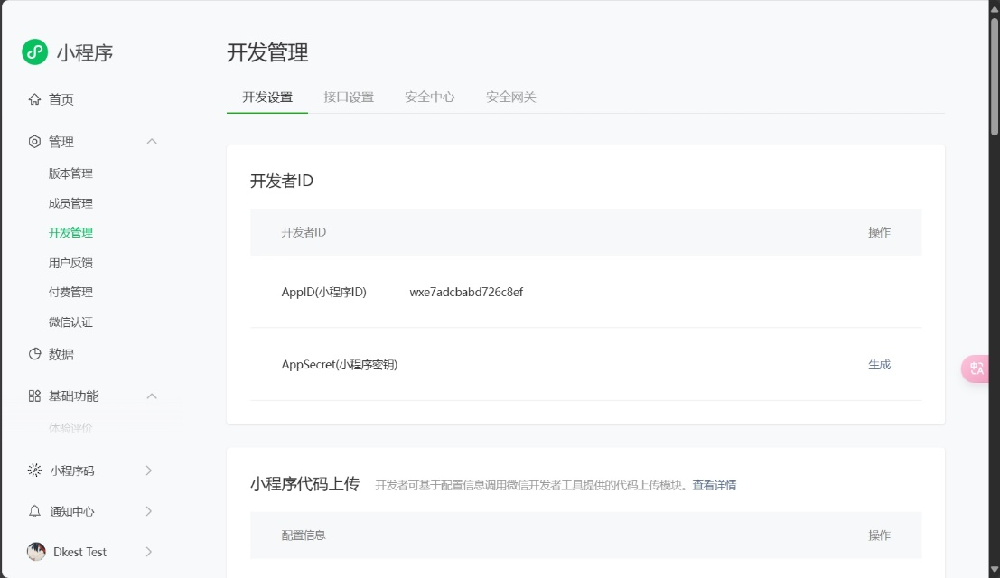 小程序
首页
管理
版本管理
成员管理
开发管理
用户反馈
付费管理
微信认证
数据
基础功能
体验评价
小程序码
通知中心
Dkest Test
开发管理
开发设置 接口设置 安全中心 安全网关
开发者ID
开发者ID 操作
AppID(小程序ID) wxe7adcbabd726c8ef
AppSecret(小程序密钥) 生成
小程序代码上传 开发者可基于配置信息调用微信开发者工具提供的代码上传模块。查看详情
配置信息 操作